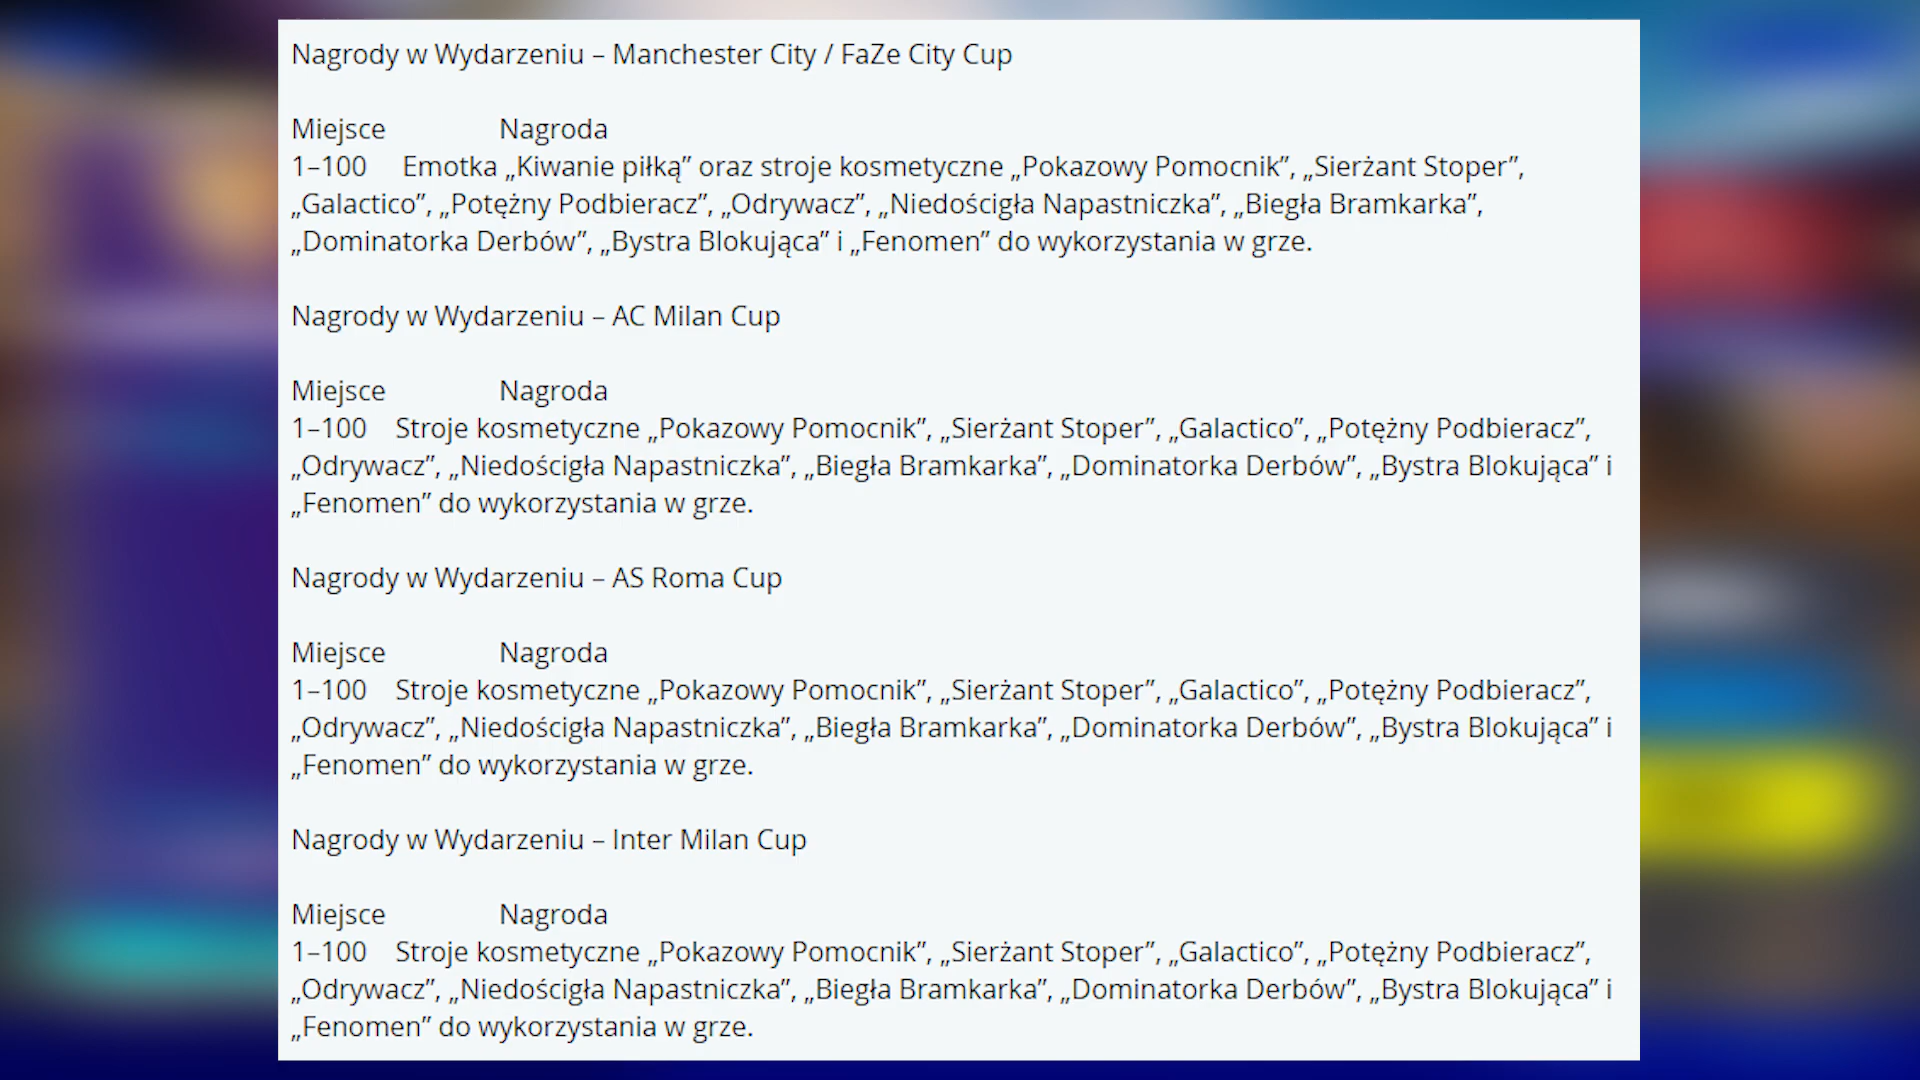 Nagrody w Wydarzeniu – Manchester City / FaZe City Cup
Miejsce Nagroda
1–100 Emotka „Kiwanie piłką” oraz stroje kosmetyczne „Pokazowy Pomocnik”, „Sierżant Stoper”,
„Galactico”, „Potężny Podbieracz”, „Odrywacz”, „Niedościgła Napastniczka”, „Biegła Bramkarka”,
„Dominatorka Derbów”, „Bystra Blokująca” i „Fenomen” do wykorzystania w grze.
Nagrody w Wydarzeniu – AC Milan Cup
Miejsce Nagroda
1–100 Stroje kosmetyczne „Pokazowy Pomocnik”, „Sierżant Stoper”, „Galactico”, „Potężny Podbieracz”,
„Odrywacz”, „Niedościgła Napastniczka”, „Biegła Bramkarka”, „Dominatorka Derbów”, „Bystra Blokująca” i
„Fenomen” do wykorzystania w grze.
Nagrody w Wydarzeniu – AS Roma Cup
Miejsce Nagroda
1–100 Stroje kosmetyczne „Pokazowy Pomocnik”, „Sierżant Stoper”, „Galactico”, „Potężny Podbieracz”,
„Odrywacz”, „Niedościgła Napastniczka”, „Biegła Bramkarka”, „Dominatorka Derbów”, „Bystra Blokująca” i
„Fenomen” do wykorzystania w grze.
Nagrody w Wydarzeniu – Inter Milan Cup
Miejsce Nagroda
1–100 Stroje kosmetyczne „Pokazowy Pomocnik”, „Sierżant Stoper”, „Galactico”, „Potężny Podbieracz”,
„Odrywacz”, „Niedościgła Napastniczka”, „Biegła Bramkarka”, „Dominatorka Derbów”, „Bystra Blokująca” i
„Fenomen” do wykorzystania w grze.